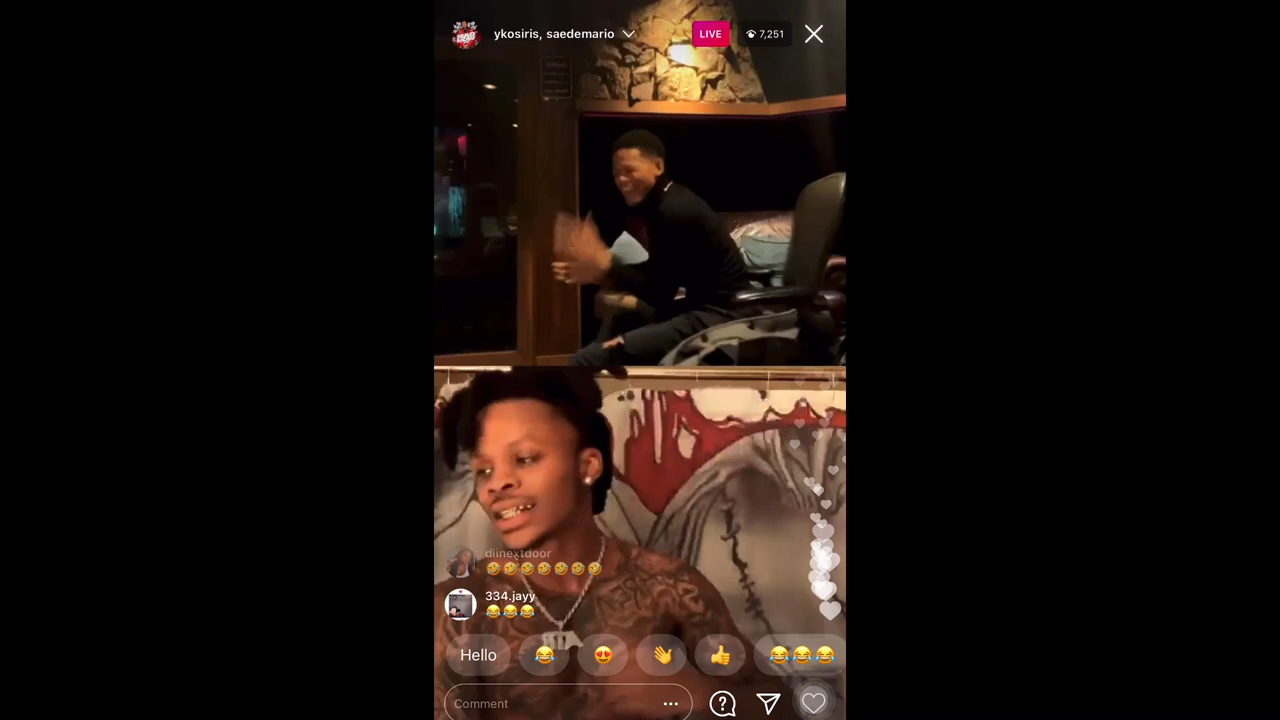 ykosiris, saedemario
LIVE
7,251
diinextdoor
🤣🤣🤣🤣🤣🤣🤣
334.jayy
😂😂😂
Hello 😂 😍 👋 👍 😂😂😂
Comment